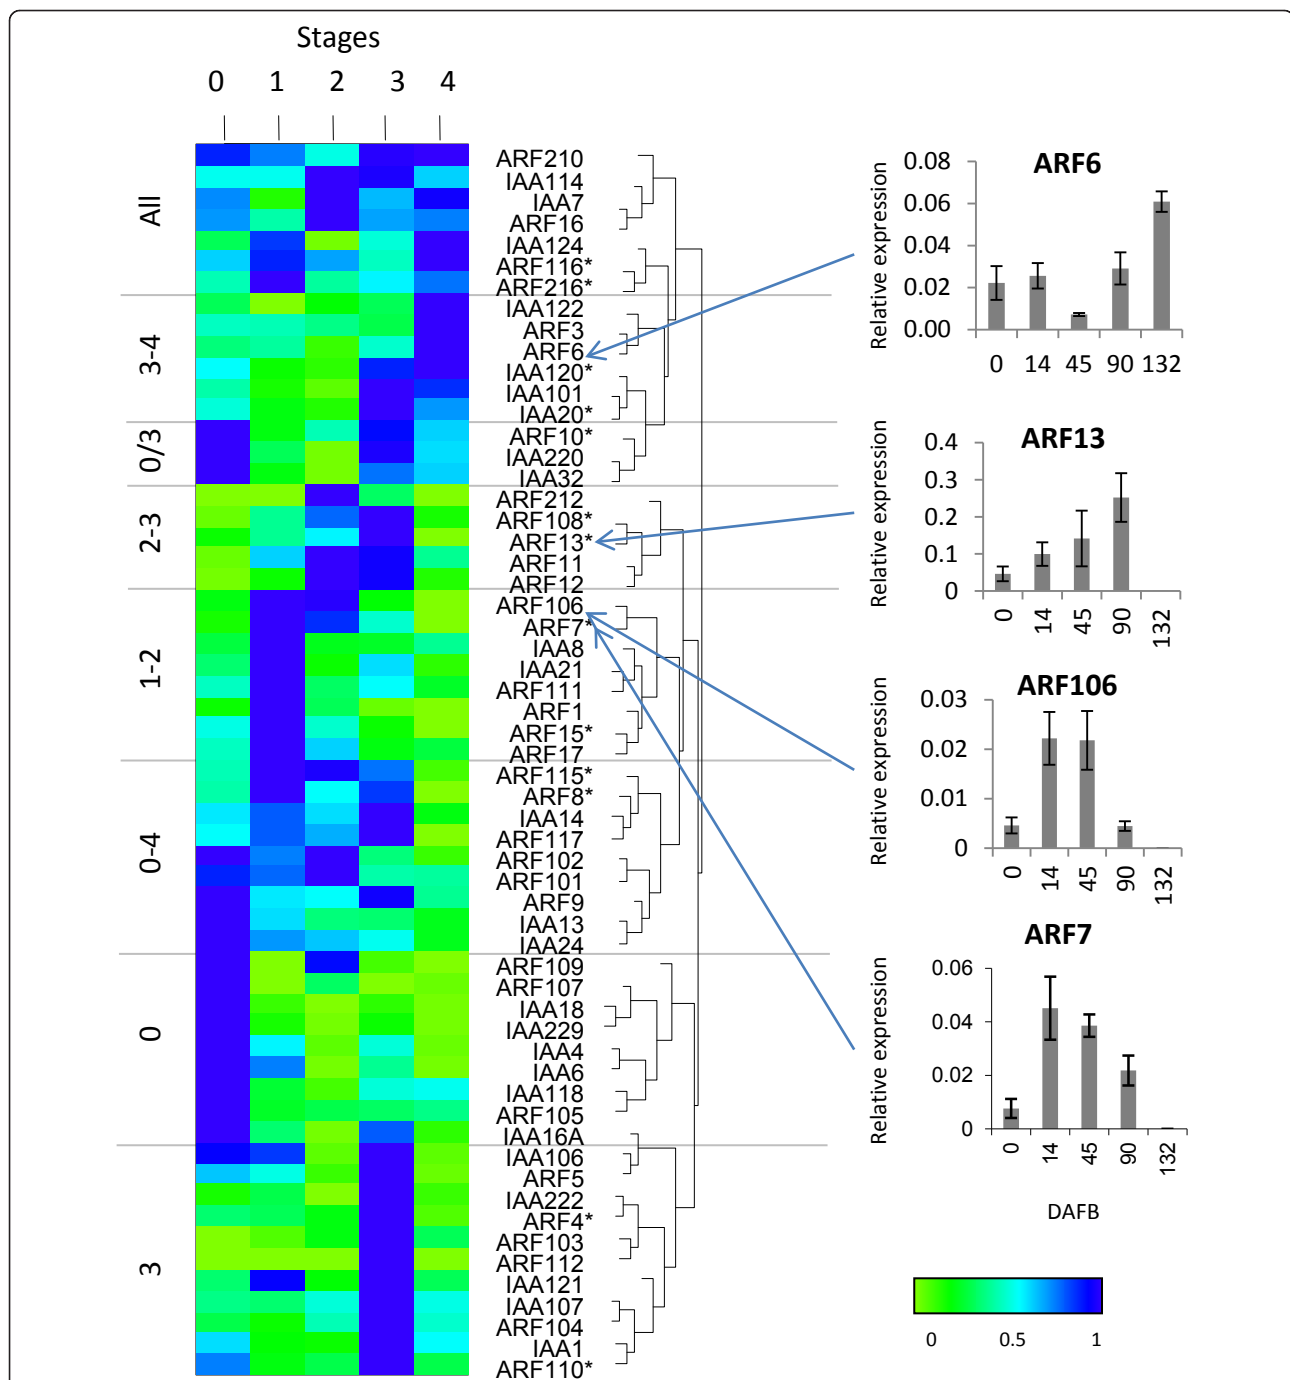 Stages
0 1 2 3 4
All
3-4
0/3
2-3
1-2
0-4
0
3
ARF210
IAA114
IAA7
ARF16
IAA124
ARF116*
ARF216*
IAA122
ARF3
ARF6
IAA120*
IAA101
IAA20*
ARF10*
IAA220
IAA32
ARF212
ARF108*
ARF13*
ARF11
ARF12
ARF106
ARF7*
IAA8
IAA21
ARF111
ARF1
ARF15*
ARF17
ARF115*
ARF8*
IAA14
ARF117
ARF102
ARF101
ARF9
IAA13
IAA24
ARF109
ARF107
IAA18
IAA229
IAA4
IAA6
IAA118
ARF105
IAA16A
IAA106
ARF5
IAA222
ARF4*
ARF103
ARF112
IAA121
IAA107
ARF104
IAA1
ARF110*
ARF6
Relative expression
0.08
0.06
0.04
0.02
0.00
0 14 45 90 132
ARF13
Relative expression
0.4
0.3
0.2
0.1
0
0 14 45 90 132
ARF106
Relative expression
0.03
0.02
0.01
0
0 14 45 90 132
ARF7
Relative expression
0.06
0.04
0.02
0
0 14 45 90 132
DAFB
0 0.5 1